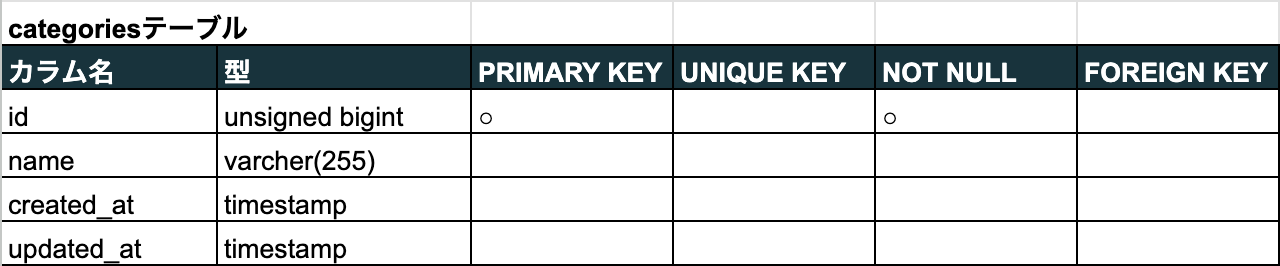 categoriesテーブル
カラム名 型 PRIMARY KEY UNIQUE KEY NOT NULL FOREIGN KEY
id unsigned bigint ○ ○
name varcher(255)
created_at timestamp
updated_at timestamp